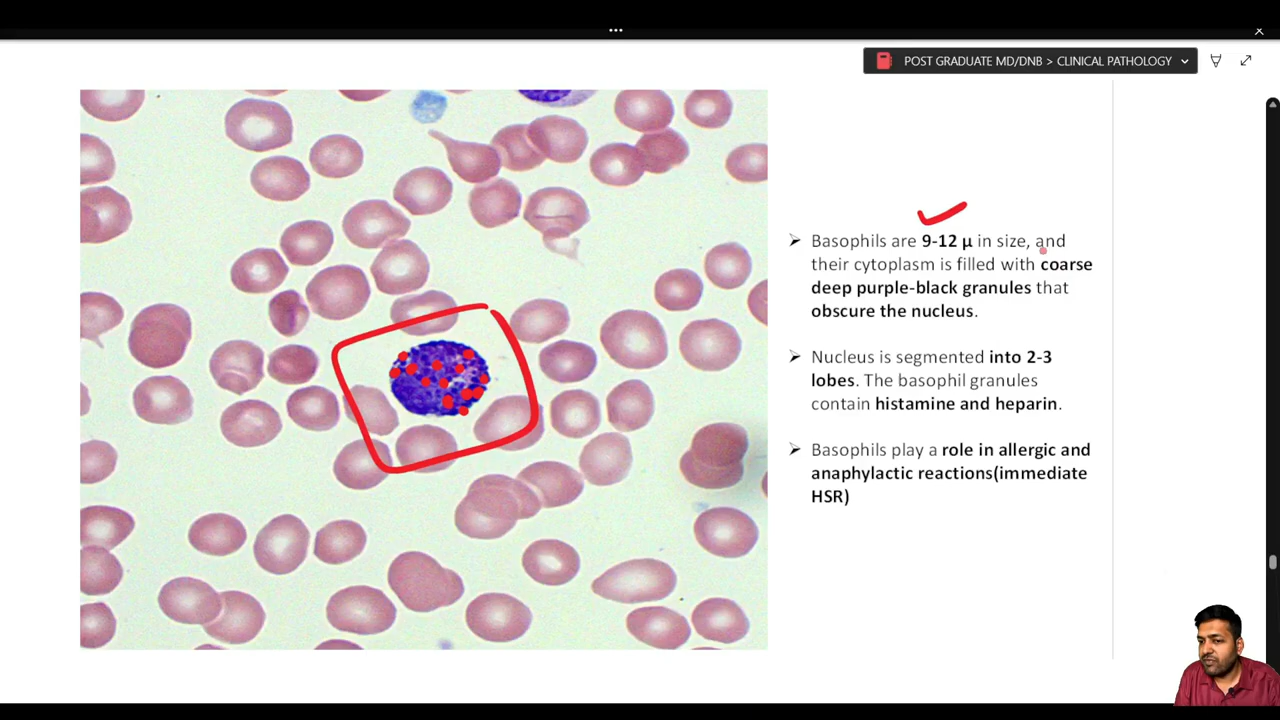 POST GRADUATE MD/DNB > CLINICAL PATHOLOGY
➢ Basophils are 9-12 µ in size, and
their cytoplasm is filled with coarse
deep purple-black granules that
obscure the nucleus.
➢ Nucleus is segmented into 2-3
lobes. The basophil granules
contain histamine and heparin.
➢ Basophils play a role in allergic and
anaphylactic reactions(immediate
HSR)